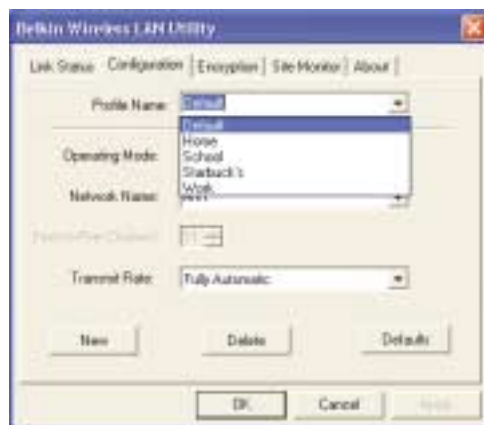 Belkin Wireless LAN Utility
Link Status Configuration Encryption Site Monitor About
Profile Name: Default
Default
Home
School
Starbuck's
Work
Operating Mode:
Network Name:
Transmit Rate: Fully Automatic
New Delete Defaults
OK Cancel Apply